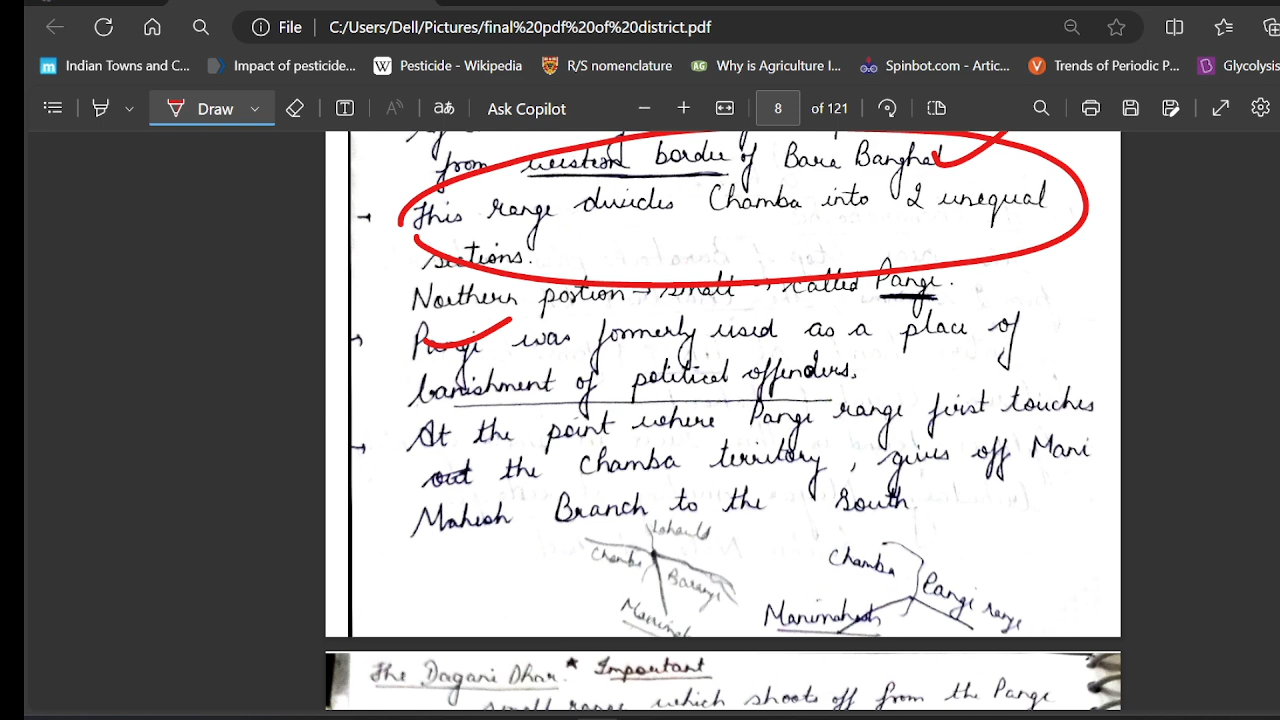 File C:/Users/Dell/Pictures/final%20pdf%20of%20district.pdf
Indian Towns and C... Impact of pesticide... Pesticide - Wikipedia R/S nomenclature Why is Agriculture I... Spinbot.com - Artic... Trends of Periodic P... Glycolysis
Draw Ask Copilot 8 of 121
from western border of Bara Banghal
This range divides Chamba into 2 unequal
sections.
Northern portion → small → called Pangi.
Pangi was formerly used as a place of
banishment of political offenders.
At the point where Pangi range first touches
out the Chamba territory, gives off Mani
Mahesh Branch to the South.
Lahauld
Chamba
Chamba
Pangi range
Manimahesh
The Dagani Dhar. * Important
small range which shoots off from the Pange